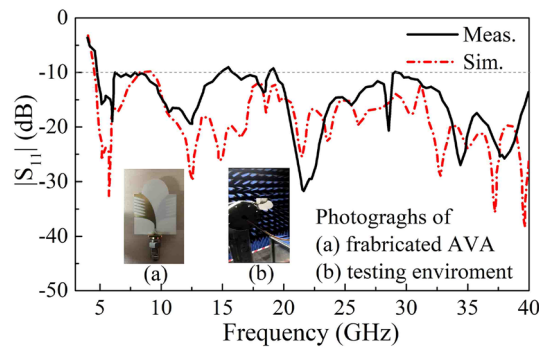 Meas.
Sim.
|S11| (dB)
0
-10
-20
-30
-40
-50
(a)
(b)
Photograghs of
(a) frabricated AVA
(b) testing enviroment
5
10
15
20
25
30
35
40
Frequency (GHz)